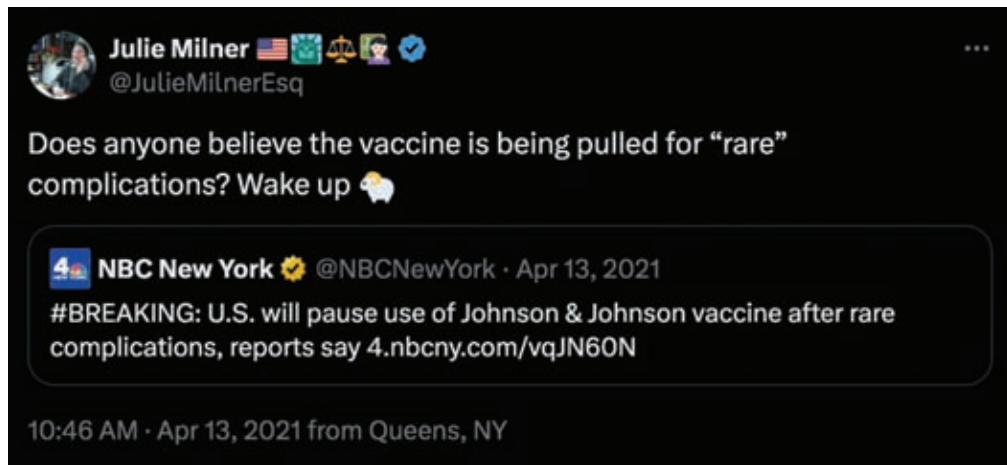 Julie Milner 🇺🇸🗽⚖️👩‍🏫
@JulieMilnerEsq
Does anyone believe the vaccine is being pulled for “rare”
complications? Wake up 🐑
4 NBC New York @NBCNewYork · Apr 13, 2021
#BREAKING: U.S. will pause use of Johnson & Johnson vaccine after rare
complications, reports say 4.nbcny.com/vqJN60N
10:46 AM · Apr 13, 2021 from Queens, NY